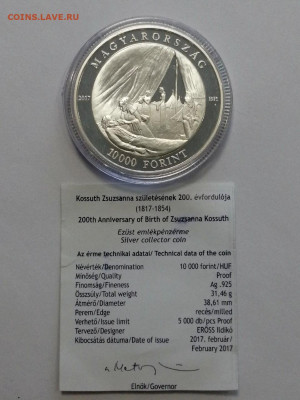 COINS.LAVE.RU
MAGYARORSZÁG
2017 BP.
10000 FORINT
Kossuth Zsuzsanna születésének 200. évfordulója
(1817-1854)
200th Anniversary of Birth of Zsuzsanna Kossuth
Ezüst emlékpénzérme
Silver collector coin
Az érme technikai adatai/ Technical data of the coin
Névérték/Denomination 10 000 forint/HUF
Minőség/Quality Proof
Finomság/Fineness Ag .925
Összsúly/Total weight 31,46 g
Átmérő/Diameter 38,61 mm
Perem/Edge recés/milled
Verhető/Issue limit 5 000 db/pcs Proof
Tervező/Designer ERŐSS Ildikó
Kibocsátás dátuma/Date of issue 2017. február/
February 2017
Elnök/Governor